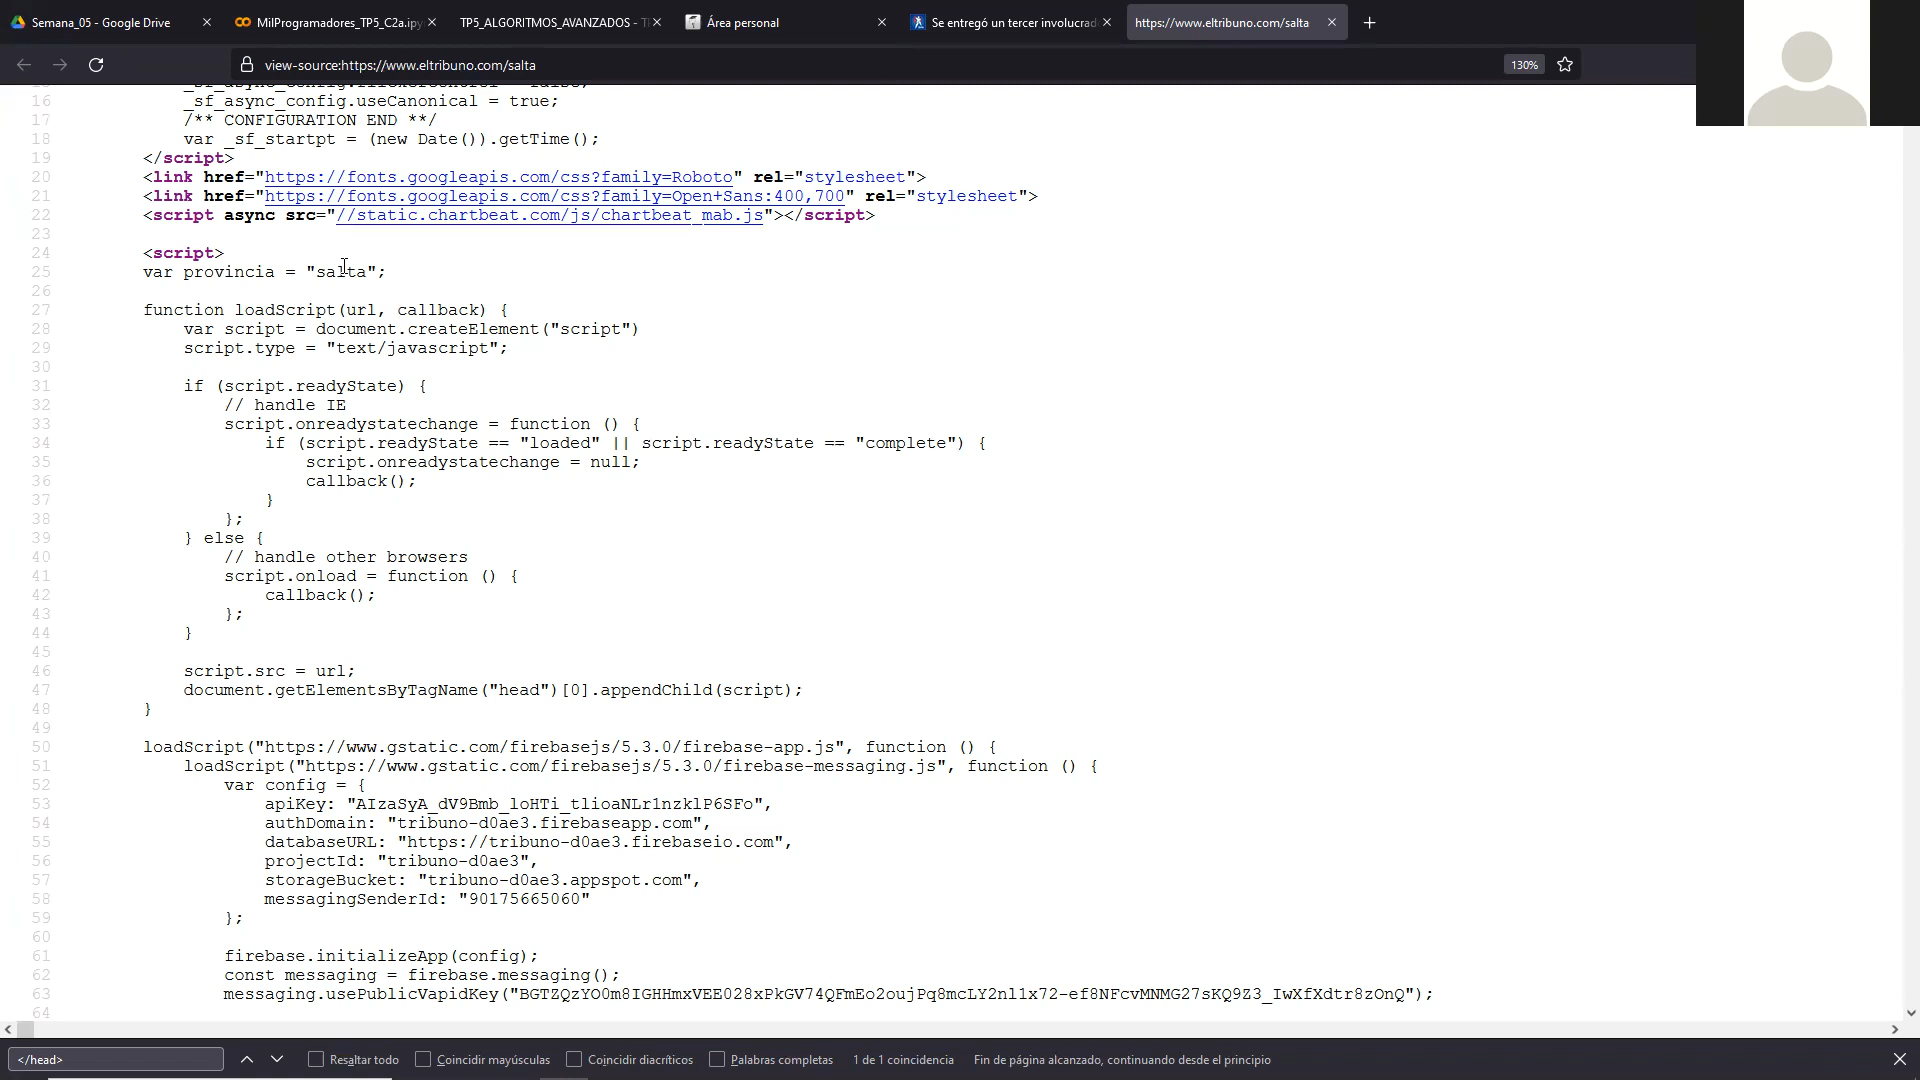 Semana_05 - Google Drive
MilProgramadores_TP5_C2a.ipy
TP5_ALGORITMOS_AVANZADOS - T
Área personal
Se entregó un tercer involucrad
https://www.eltribuno.com/salta
view-source:https://www.eltribuno.com/salta
130%
16 _sf_async_config.useCanonical = true;
17 /** CONFIGURATION END **/
18 var _sf_startpt = (new Date()).getTime();
19 </script>
20 <link href="https://fonts.googleapis.com/css?family=Roboto" rel="stylesheet">
21 <link href="https://fonts.googleapis.com/css?family=Open+Sans:400,700" rel="stylesheet">
22 <script async src="//static.chartbeat.com/js/chartbeat_mab.js"></script>
23
24 <script>
25 var provincia = "salta";
26
27 function loadScript(url, callback) {
28 var script = document.createElement("script")
29 script.type = "text/javascript";
30
31 if (script.readyState) {
32 // handle IE
33 script.onreadystatechange = function () {
34 if (script.readyState == "loaded" || script.readyState == "complete") {
35 script.onreadystatechange = null;
36 callback();
37 }
38 };
39 } else {
40 // handle other browsers
41 script.onload = function () {
42 callback();
43 };
44 }
45
46 script.src = url;
47 document.getElementsByTagName("head")[0].appendChild(script);
48 }
49
50 loadScript("https://www.gstatic.com/firebasejs/5.3.0/firebase-app.js", function () {
51 loadScript("https://www.gstatic.com/firebasejs/5.3.0/firebase-messaging.js", function () {
52 var config = {
53 apiKey: "AIzaSyA_dV9Bmb_loHTi_tlioaNLr1nzklP6SFo",
54 authDomain: "tribuno-d0ae3.firebaseapp.com",
55 databaseURL: "https://tribuno-d0ae3.firebaseio.com",
56 projectId: "tribuno-d0ae3",
57 storageBucket: "tribuno-d0ae3.appspot.com",
58 messagingSenderId: "90175665060"
59 };
60
61 firebase.initializeApp(config);
62 const messaging = firebase.messaging();
63 messaging.usePublicVapidKey("BGTZQzYO0m8IGHHmxVEE028xPkGV74QFmEo2oujPq8mcLY2nl1x72-ef8NFcvMNMG27sKQ9Z3_IwXfXdtr8zOnQ");
64
</head>
Resaltar todo
Coincidir mayúsculas
Coincidir diacríticos
Palabras completas
1 de 1 coincidencia
Fin de página alcanzado, continuando desde el principio